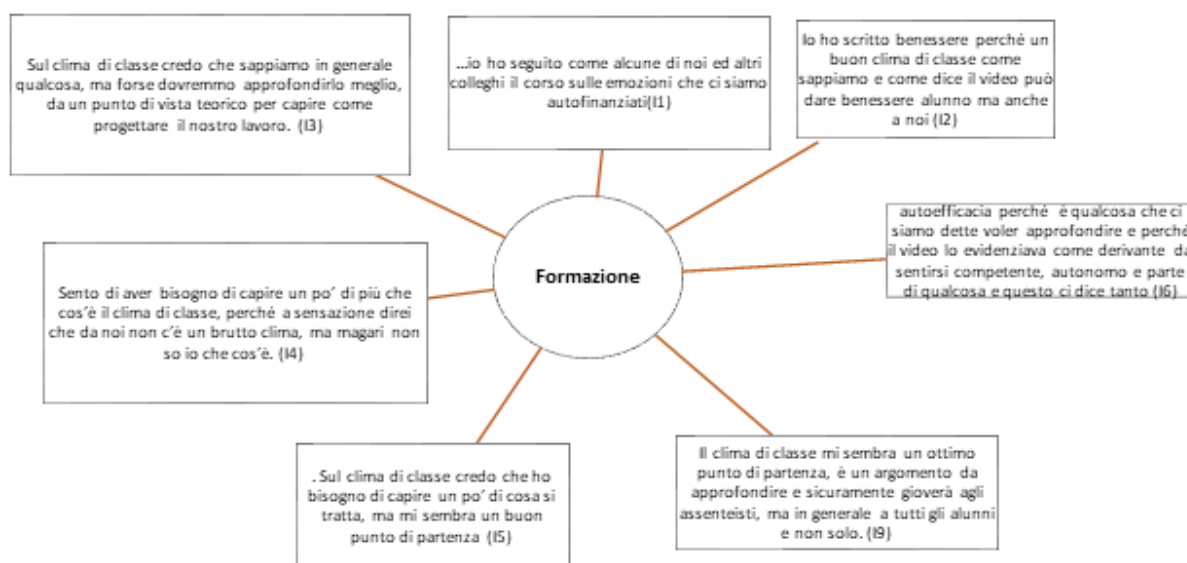 Sul clima di classe credo che sappiamo in generale
qualcosa, ma forse dovremmo approfondirlo meglio,
da un punto di vista teorico per capire come
progettare il nostro lavoro. (I3)
...io ho seguito come alcune di noi ed altri
colleghi il corso sulle emozioni che ci siamo
autofinanziati(I1)
Io ho scritto benessere perché un
buon clima di classe come
sappiamo e come dice il video può
dare benessere alunno ma anche
a noi (I2)
autoefficacia perché è qualcosa che ci
siamo dette voler approfondire e perché
il video lo evidenziava come derivante da
sentirsi competente, autonomo e parte
di qualcosa e questo ci dice tanto (I6)
Formazione
Sento di aver bisogno di capire un po' di più che
cos'è il clima di classe, perché a sensazione direi
che da noi non c'è un brutto clima, ma magari non
so io che cos'è. (I4)
. Sul clima di classe credo che ho
bisogno di capire un po' di cosa si
tratta, ma mi sembra un buon
punto di partenza (I5)
Il clima di classe mi sembra un ottimo
punto di partenza, è un argomento da
approfondire e sicuramente gioverà agli
assenteisti, ma in generale a tutti gli alunni
e non solo. (I9)